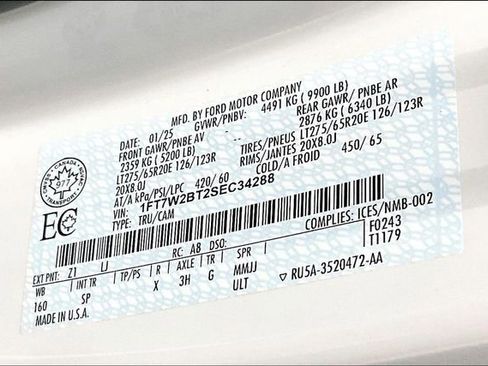 MFD. BY FORD MOTOR COMPANY
DATE: 01/25 GVWR/PNBV: 4491 KG ( 9900 LB)
FRONT GAWR/PNBE AV REAR GAWR/ PNBE AR
2359 KG ( 5200 LB) 2876 KG ( 6340 LB)
LT275/65R20E 126/123R TIRES/PNEUS LT275/65R20E 126/123R
20X8.0J RIMS/JANTES 20X8.0J
AT/A kPa/PSI/LPC 420/60 COLD/A FROID 450/65
VIN: 1FT7W2BT2SEC34288
TYPE: TRU/CAM COMPLIES: ICES/NMB-002
CANADA
977
EC
F0243
T1179
EXT PNT: Z1 UJ RC: AB DSO:
WB INT TR TP/PS R AXLE TR SPR
160 SP X 3H G MMJJ
ULT RU5A-3520472-AA
MADE IN U.S.A.